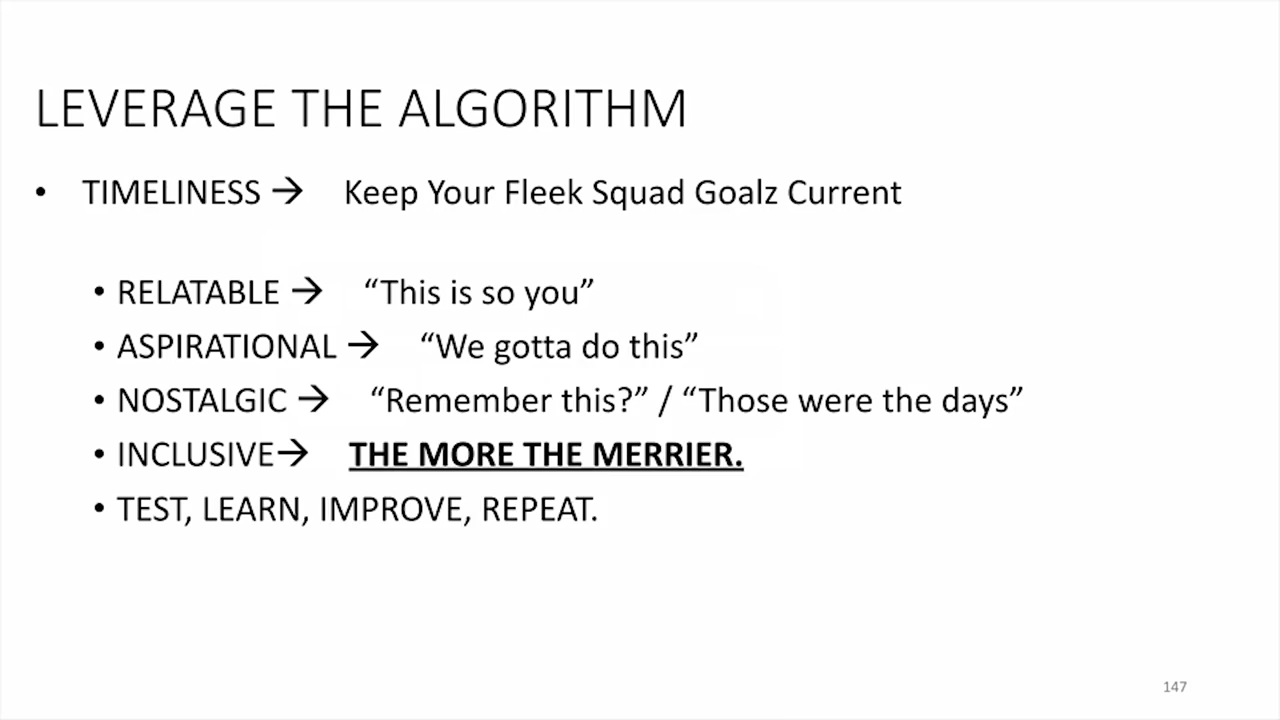 LEVERAGE THE ALGORITHM
• TIMELINESS → Keep Your Fleek Squad Goalz Current
• RELATABLE → “This is so you”
• ASPIRATIONAL → “We gotta do this”
• NOSTALGIC → “Remember this?” / “Those were the days”
• INCLUSIVE→ THE MORE THE MERRIER.
• TEST, LEARN, IMPROVE, REPEAT.
147